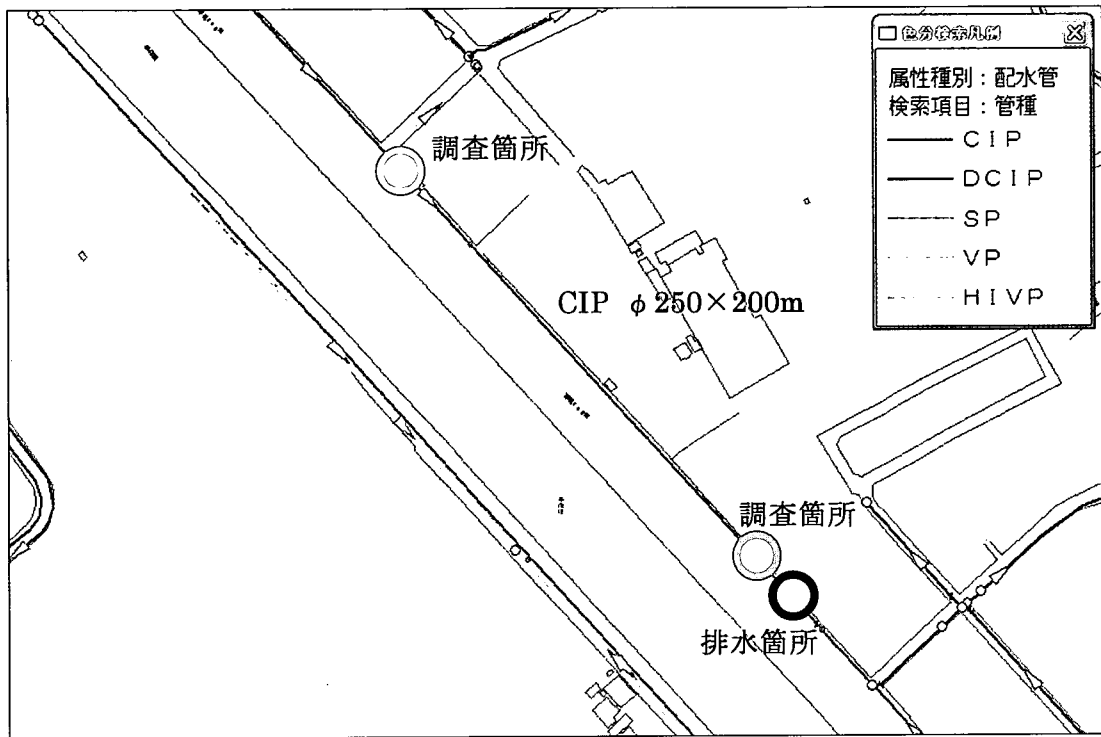 色分検索凡例
属性種別：配水管
検索項目：管種
CIP
DCIP
SP
VP
HIVP
調査箇所
CIP φ250×200m
調査箇所
排水箇所